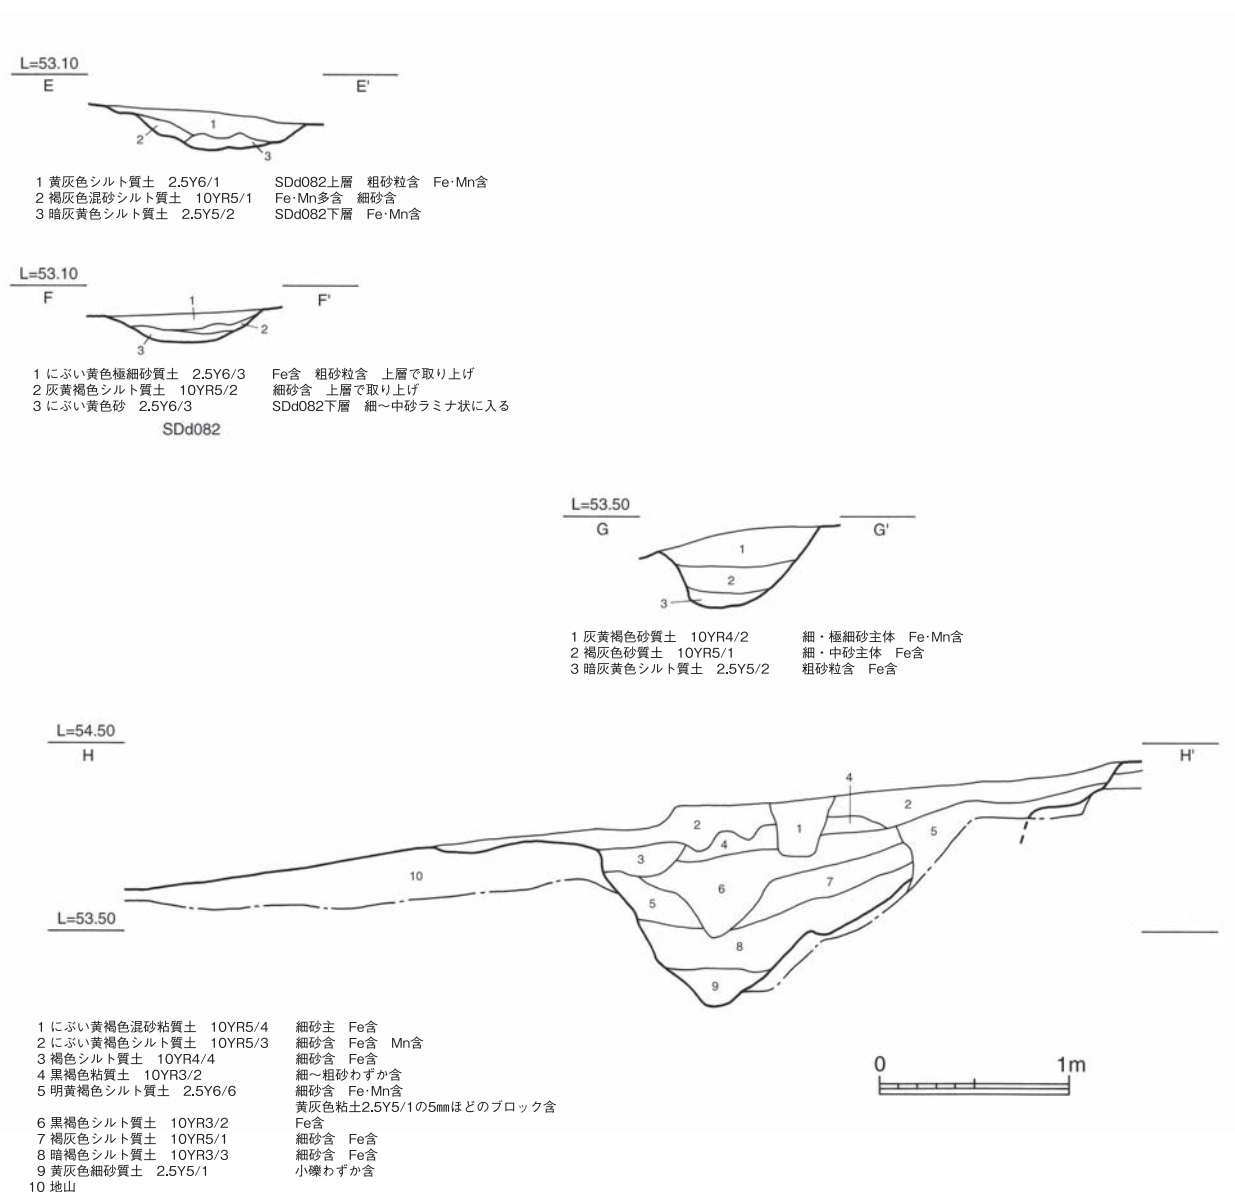 L=53.10
E E'
1
2
3
1 黄灰色シルト質土 2.5Y6/1 SDd082上層 粗砂粒含 Fe·Mn含
2 褐灰色混砂シルト質土 10YR5/1 Fe·Mn多含 細砂含
3 暗灰黄色シルト質土 2.5Y5/2 SDd082下層 Fe·Mn含
L=53.10
F F'
1
2
3
1 にぶい黄色極細砂質土 2.5Y6/3 Fe含 粗砂粒含 上層で取り上げ
2 灰黄褐色シルト質土 10YR5/2 細砂含 上層で取り上げ
3 にぶい黄色砂 2.5Y6/3 SDd082下層 細〜中砂ラミナ状に入る
SDd082
L=53.50
G G'
1
2
3
1 灰黄褐色砂質土 10YR4/2 細・極細砂主体 Fe·Mn含
2 褐灰色砂質土 10YR5/1 細・中砂主体 Fe含
3 暗灰黄色シルト質土 2.5Y5/2 粗砂粒含 Fe含
L=54.50
H H'
4
2
2 1
4 5
3
10 6 7
5
L=53.50
8
9
1 にぶい黄褐色混砂粘質土 10YR5/4 細砂主 Fe含
2 にぶい黄褐色シルト質土 10YR5/3 細砂含 Fe含 Mn含
3 褐色シルト質土 10YR4/4 細砂含 Fe含
4 黒褐色粘質土 10YR3/2 細〜粗砂わずか含
5 明黄褐色シルト質土 2.5Y6/6 細砂含 Fe·Mn含
黄灰色粘土2.5Y5/1の5㎜ほどのブロック含
6 黒褐色シルト質土 10YR3/2 Fe含
7 褐灰色シルト質土 10YR5/1 細砂含 Fe含
8 暗褐色シルト質土 10YR3/3 細砂含 Fe含
9 黄灰色細砂質土 2.5Y5/1 小礫わずか含
10 地山
0 1m